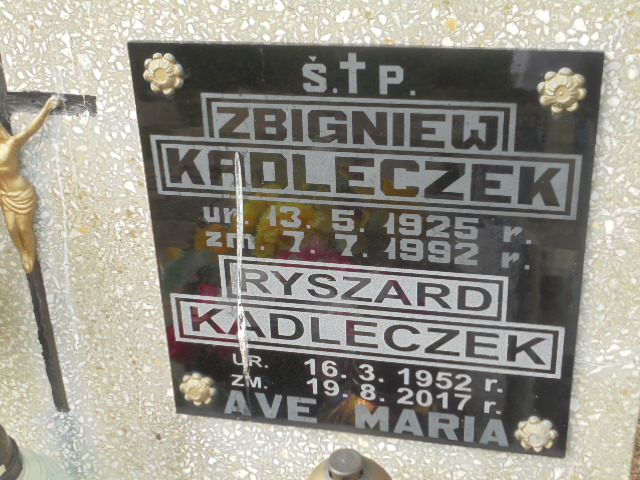 Ś.†P.
ZBIGNIEW
KADLECZEK
ur. 13. 5. 1925 r.
zm. 7. 7. 1992 r.
RYSZARD
KADLECZEK
UR. 16. 3. 1952 r.
ZM. 19. 8. 2017 r.
AVE MARIA